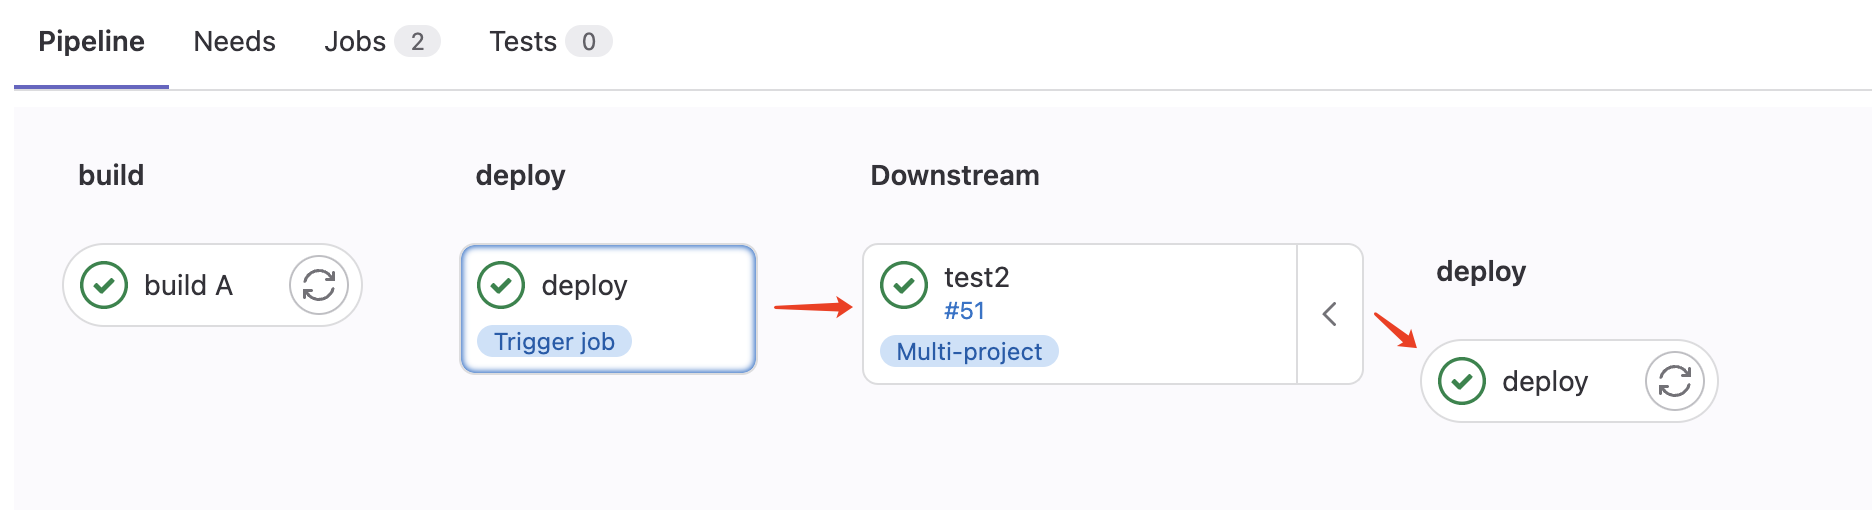 Pipeline Needs Jobs 2 Tests 0
build
deploy
Downstream
build A
deploy
Trigger job
test2
#51
Multi-project
deploy
deploy